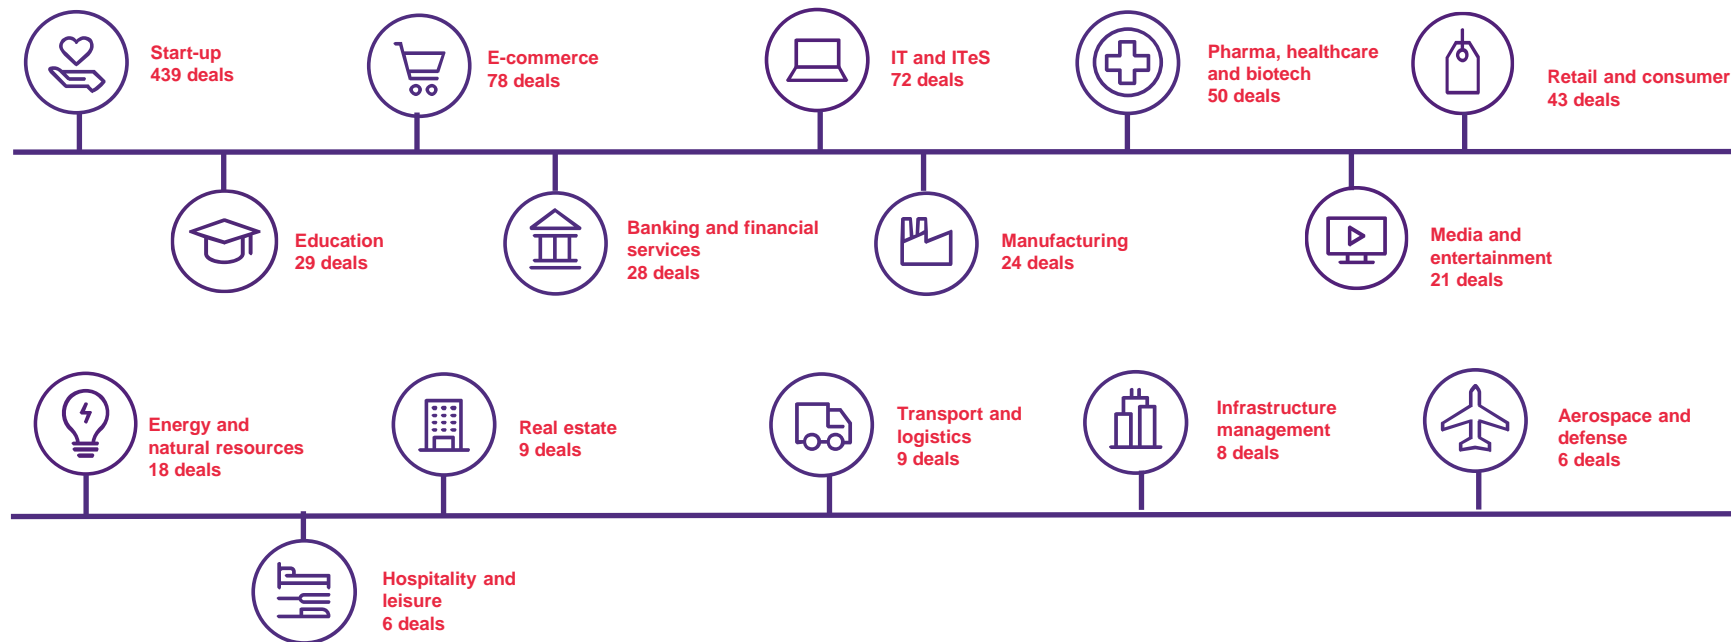 Start-up
439 deals
E-commerce
78 deals
IT and ITeS
72 deals
Pharma, healthcare
and biotech
50 deals
Retail and consumer
43 deals
Education
29 deals
Banking and financial
services
28 deals
Manufacturing
24 deals
Media and
entertainment
21 deals
Energy and
natural resources
18 deals
Real estate
9 deals
Transport and
logistics
9 deals
Infrastructure
management
8 deals
Aerospace and
defense
6 deals
Hospitality and
leisure
6 deals